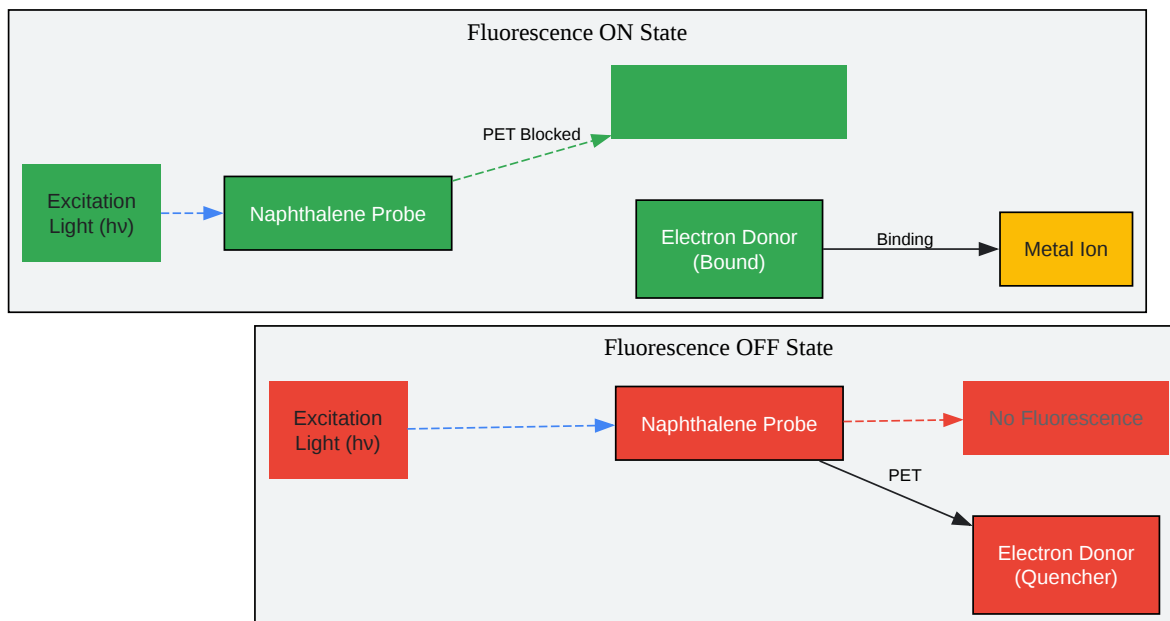 Fluorescence ON State
PET Blocked
Excitation
Light (hν)
Naphthalene Probe
Electron Donor
(Bound)
Binding
Metal Ion
Fluorescence OFF State
Excitation
Light (hν)
Naphthalene Probe
No Fluorescence
PET
Electron Donor
(Quencher)